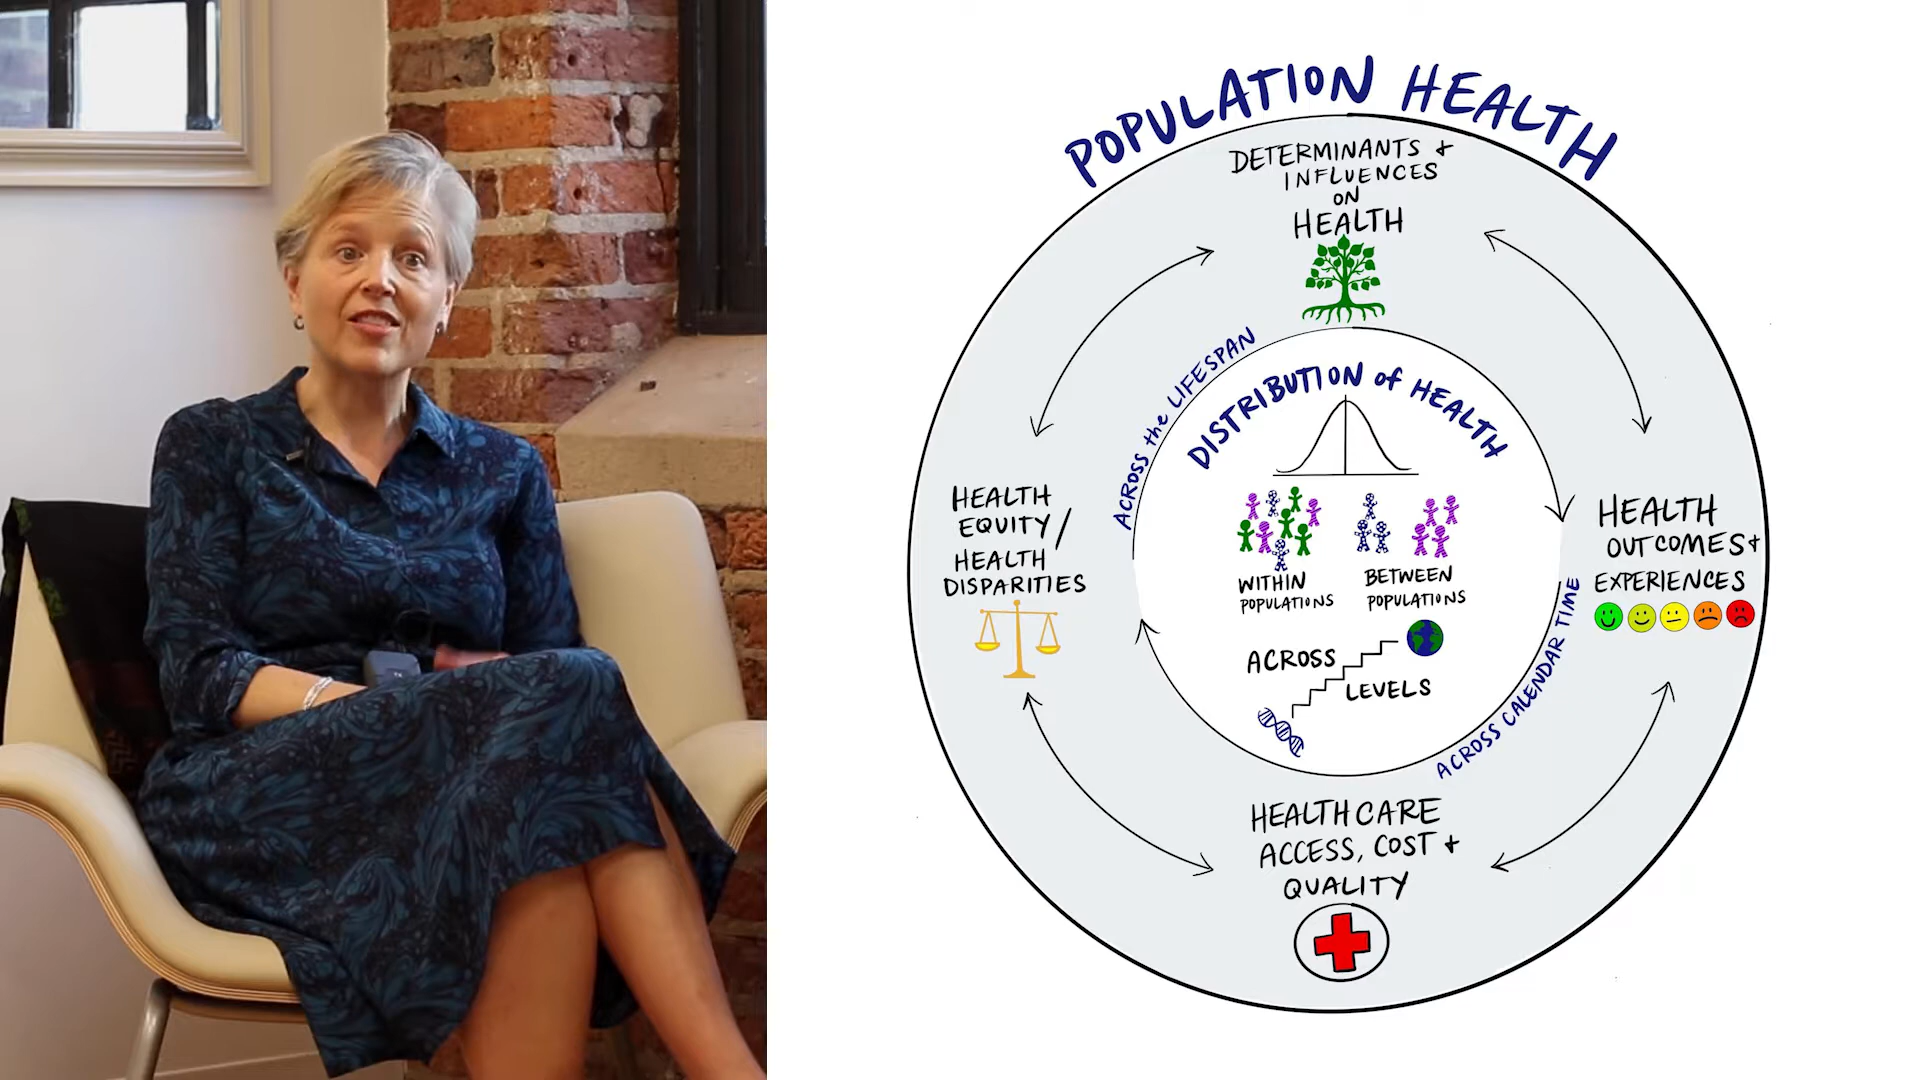 POPULATION HEALTH
DETERMINANTS +
INFLUENCES
ON
HEALTH
ACROSS the LIFESPAN
DISTRIBUTION of HEALTH
HEALTH
EQUITY/
HEALTH
DISPARITIES
WITHIN
POPULATIONS
BETWEEN
POPULATIONS
ACROSS
LEVELS
HEALTH
OUTCOMES+
EXPERIENCES
ACROSS CALENDAR TIME
HEALTHCARE
ACCESS, COST +
QUALITY